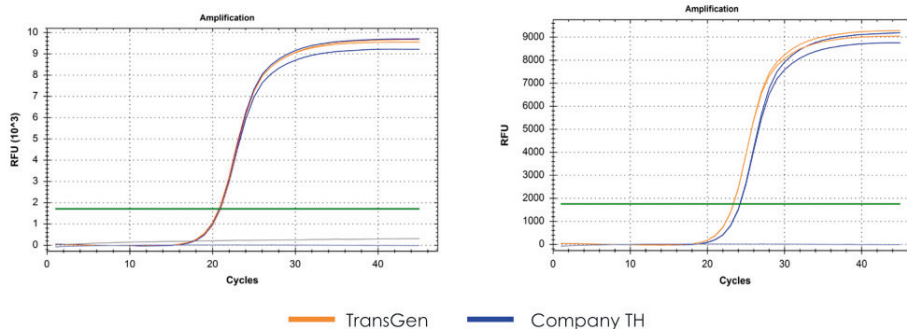 Amplification
RFU (10^3)
10
9
8
7
6
5
4
3
2
1
0
0 10 20 30 40
Cycles
Amplification
RFU
9000
8000
7000
6000
5000
4000
3000
2000
1000
0
0 10 20 30 40
Cycles
TransGen Company TH